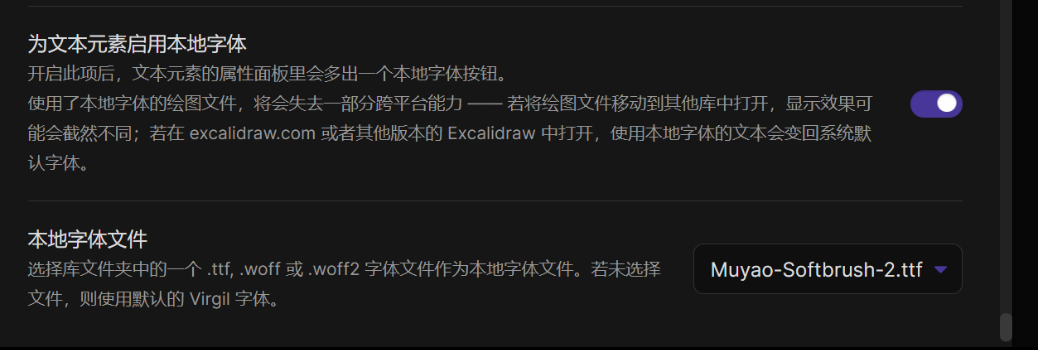 为文本元素启用本地字体
开启此项后，文本元素的属性面板里会多出一个本地字体按钮。
使用了本地字体的绘图文件，将会失去一部分跨平台能力 —— 若将绘图文件移动到其他库中打开，显示效果可
能会截然不同；若在 excalidraw.com 或者其他版本的 Excalidraw 中打开，使用本地字体的文本会变回系统默
认字体。
本地字体文件
选择库文件夹中的一个 .ttf, .woff 或 .woff2 字体文件作为本地字体文件。若未选择
文件，则使用默认的 Virgil 字体。
Muyao-Softbrush-2.ttf